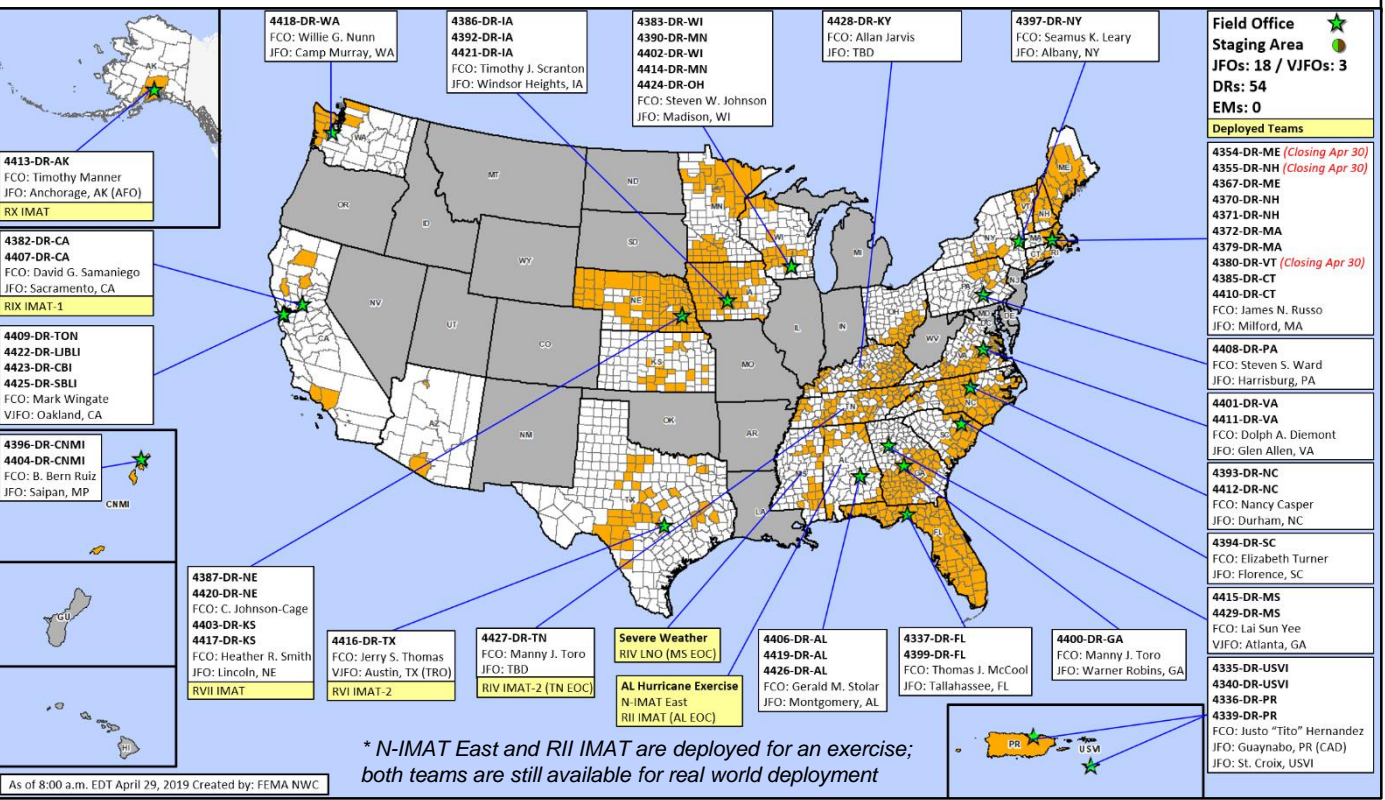 4418-DR-WA
FCO: Willie G. Nunn
JFO: Camp Murray, WA
4386-DR-IA
4392-DR-IA
4421-DR-IA
FCO: Timothy J. Scranton
JFO: Windsor Heights, IA
4383-DR-WI
4390-DR-MN
4402-DR-WI
4414-DR-MN
4424-DR-OH
FCO: Steven W. Johnson
JFO: Madison, WI
4428-DR-KY
FCO: Allan Jarvis
JFO: TBD
4397-DR-NY
FCO: Seamus K. Leary
JFO: Albany, NY
Field Office
Staging Area
JFOs: 18 / VJFOs: 3
DRs: 54
EMs: 0
Deployed Teams
4354-DR-ME (Closing Apr 30)
4355-DR-NH (Closing Apr 30)
4367-DR-ME
4370-DR-NH
4371-DR-NH
4372-DR-MA
4379-DR-MA
4380-DR-VT (Closing Apr 30)
4385-DR-CT
4410-DR-CT
FCO: James N. Russo
JFO: Milford, MA
4408-DR-PA
FCO: Steven S. Ward
JFO: Harrisburg, PA
4401-DR-VA
4411-DR-VA
FCO: Dolph A. Diemont
JFO: Glen Allen, VA
4393-DR-NC
4412-DR-NC
FCO: Nancy Casper
JFO: Durham, NC
4394-DR-SC
FCO: Elizabeth Turner
JFO: Florence, SC
4415-DR-MS
4429-DR-MS
FCO: Lai Sun Yee
VJFO: Atlanta, GA
4335-DR-USVI
4340-DR-USVI
4336-DR-PR
4339-DR-PR
FCO: Justo “Tito” Hernandez
JFO: Guaynabo, PR (CAD)
JFO: St. Croix, USVI
AK
4413-DR-AK
FCO: Timothy Manner
JFO: Anchorage, AK (AFO)
RX IMAT
4382-DR-CA
4407-DR-CA
FCO: David G. Samaniego
JFO: Sacramento, CA
RIX IMAT-1
4409-DR-TON
4422-DR-LJBLI
4423-DR-CBI
4425-DR-SBLI
FCO: Mark Wingate
VJFO: Oakland, CA
4396-DR-CNMI
4404-DR-CNMI
FCO: B. Bern Ruiz
JFO: Saipan, MP
CNMI
GU
HI
WA
MT
ND
MN
ME
VT
NH
OR
ID
SD
WI
MI
NY
MA
CT
RI
WY
NE
IA
PA
NJ
NV
UT
CO
KS
IL
IN
OH
MD
DE
DC
WV
VA
CA
MO
KY
AZ
NM
OK
AR
TN
NC
SC
TX
LA
MS
FL
4387-DR-NE
4420-DR-NE
FCO: C. Johnson-Cage
4403-DR-KS
4417-DR-KS
FCO: Heather R. Smith
JFO: Lincoln, NE
RVII IMAT
4416-DR-TX
FCO: Jerry S. Thomas
VJFO: Austin, TX (TRO)
RVI IMAT-2
4427-DR-TN
FCO: Manny J. Toro
JFO: TBD
RIV IMAT-2 (TN EOC)
Severe Weather
RIV LNO (MS EOC)
AL Hurricane Exercise
N-IMAT East
RII IMAT (AL EOC)
4406-DR-AL
4419-DR-AL
4426-DR-AL
FCO: Gerald M. Stolar
JFO: Montgomery, AL
4337-DR-FL
4399-DR-FL
FCO: Thomas J. McCool
JFO: Tallahassee, FL
4400-DR-GA
FCO: Manny J. Toro
JFO: Warner Robins, GA
PR
USVI
* N-IMAT East and RII IMAT are deployed for an exercise;
both teams are still available for real world deployment
As of 8:00 a.m. EDT April 29, 2019 Created by: FEMA NWC